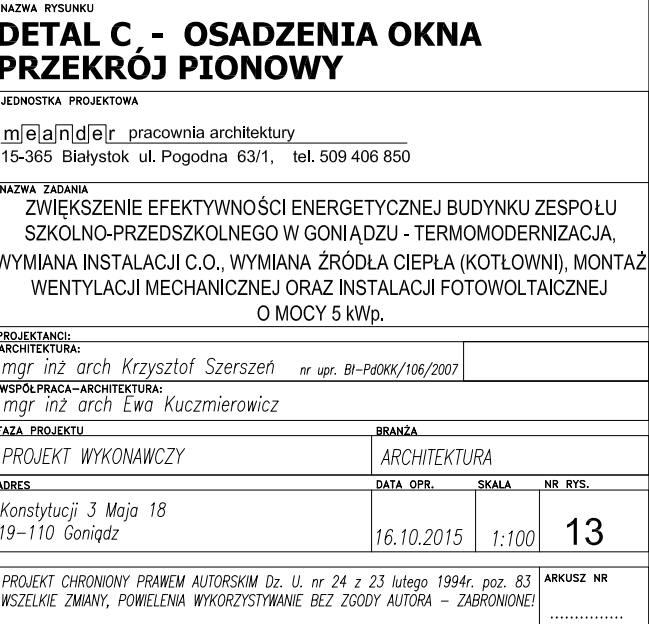 NAZWA RYSUNKU
DETAL C - OSADZENIA OKNA
PRZEKRÓJ PIONOWY
JEDNOSTKA PROJEKTOWA
meander pracownia architektury
15-365 Białystok ul. Pogodna 63/1, tel. 509 406 850
NAZWA ZADANIA
ZWIĘKSZENIE EFEKTYWNOŚCI ENERGETYCZNEJ BUDYNKU ZESPOŁU
SZKOLNO-PRZEDSZKOLNEGO W GONIĄDZU - TERMOMODERNIZACJA,
WYMIANA INSTALACJI C.O., WYMIANA ŹRÓDŁA CIEPŁA (KOTŁOWNI), MONTAŻ
WENTYLACJI MECHANICZNEJ ORAZ INSTALACJI FOTOWOLTAICZNEJ
O MOCY 5 kWp.
PROJEKTANCI:
ARCHITEKTURA:
mgr inż arch Krzysztof Szerszeń nr upr. Bł-PdOKK/106/2007
WSPÓŁPRACA-ARCHITEKTURA:
mgr inż arch Ewa Kuczmierowicz
FAZA PROJEKTU BRANŻA
PROJEKT WYKONAWCZY ARCHITEKTURA
ADRES DATA OPR. SKALA NR RYS.
Konstytucji 3 Maja 18
19-110 Goniądz 16.10.2015 1:100 13
PROJEKT CHRONIONY PRAWEM AUTORSKIM Dz. U. nr 24 z 23 lutego 1994r. poz. 83 ARKUSZ NR
WSZELKIE ZMIANY, POWIELENIA WYKORZYSTYWANIE BEZ ZGODY AUTORA - ZABRONIONE!
...............